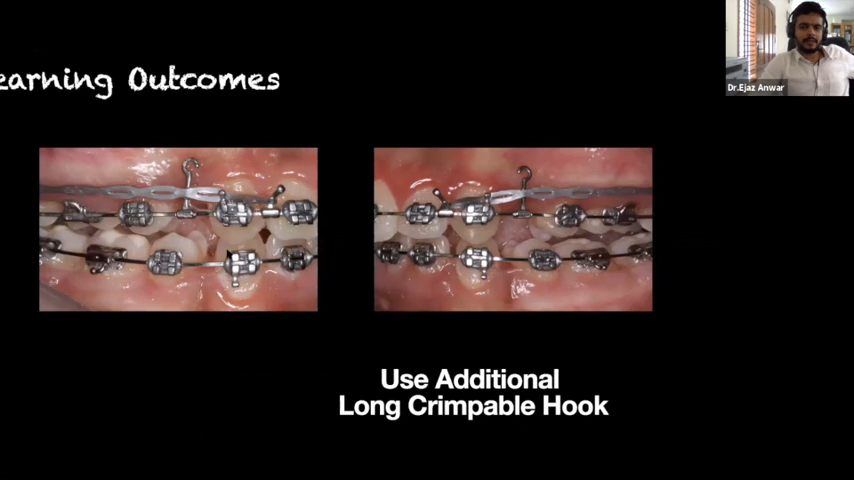 earning Outcomes
Dr.Ejaz Anwar
Use Additional
Long Crimpable Hook